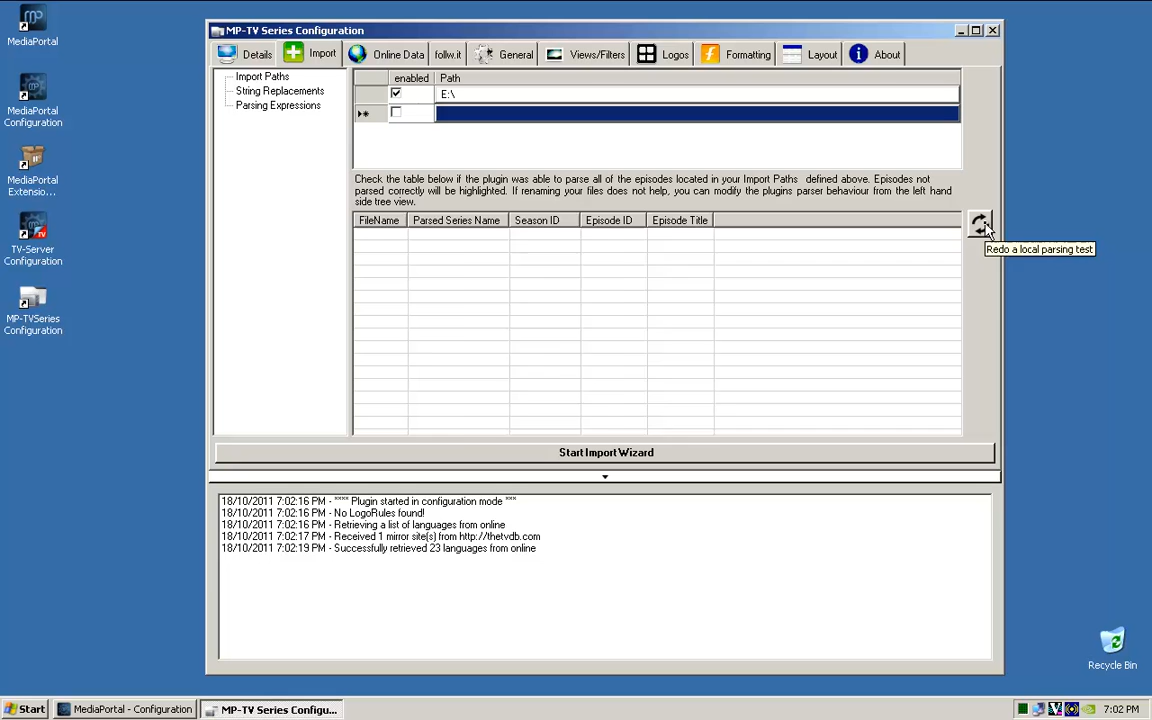 MediaPortal
MediaPortal
Configuration
MediaPortal
Extensio...
TV-Server
Configuration
MP-TVSeries
Configuration
MP-TV Series Configuration
Details
Import
Online Data
follw.it
General
Views/Filters
Logos
Formatting
Layout
About
Import Paths
String Replacements
Parsing Expressions
enabled Path
E:\
Check the table below if the plugin was able to parse all of the episodes located in your Import Paths defined above. Episodes not
parsed correctly will be highlighted. If renaming your files does not help, you can modify the plugins parser behaviour from the left hand
side tree view.
FileName Parsed Series Name Season ID Episode ID Episode Title
Redo a local parsing test
Start Import Wizard
18/10/2011 7:02:16 PM - **** Plugin started in configuration mode ***
18/10/2011 7:02:16 PM - No LogoRules found!
18/10/2011 7:02:16 PM - Retrieving a list of languages from online
18/10/2011 7:02:17 PM - Received 1 mirror site(s) from http://thetvdb.com
18/10/2011 7:02:19 PM - Successfully retrieved 23 languages from online
Recycle Bin
Start
MediaPortal - Configuration
MP-TV Series Configu...
7:02 PM